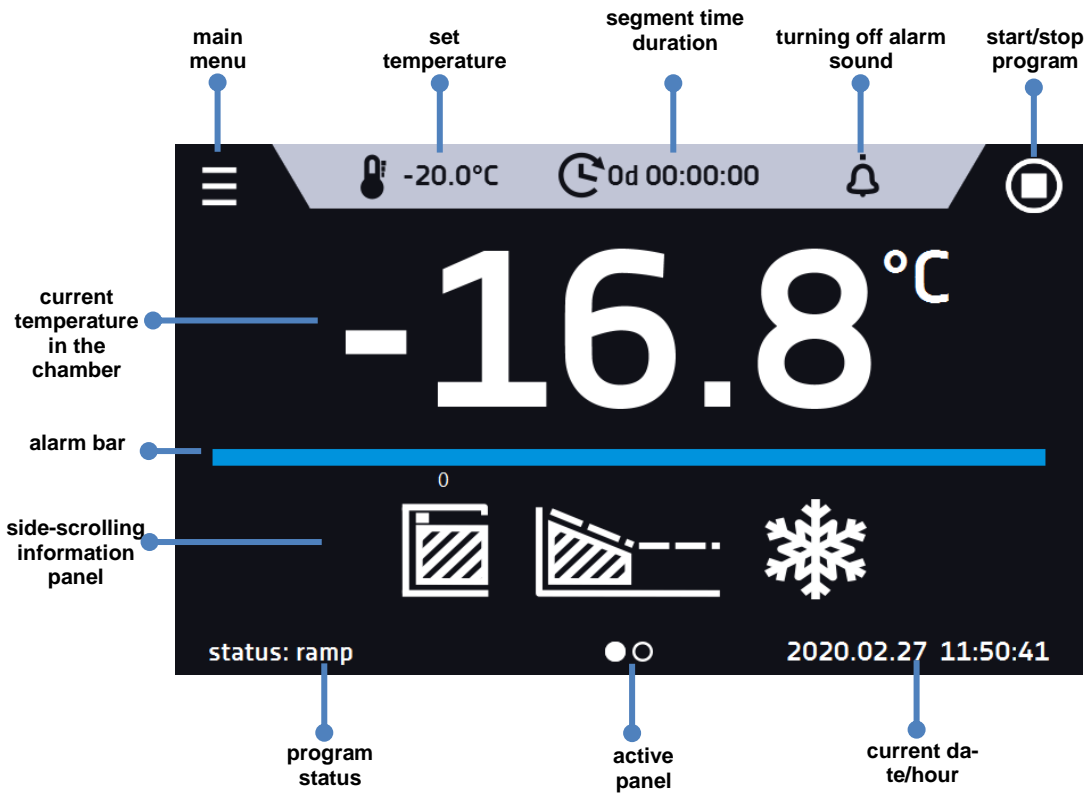 main
menu
set
temperature
segment time
duration
turning off alarm
sound
start/stop
program
-20.0°C
0d 00:00:00
-16.8°C
current
temperature
in the
chamber
alarm bar
0
side-scrolling
information
panel
status: ramp
2020.02.27 11:50:41
program
status
active
panel
current da-
te/hour